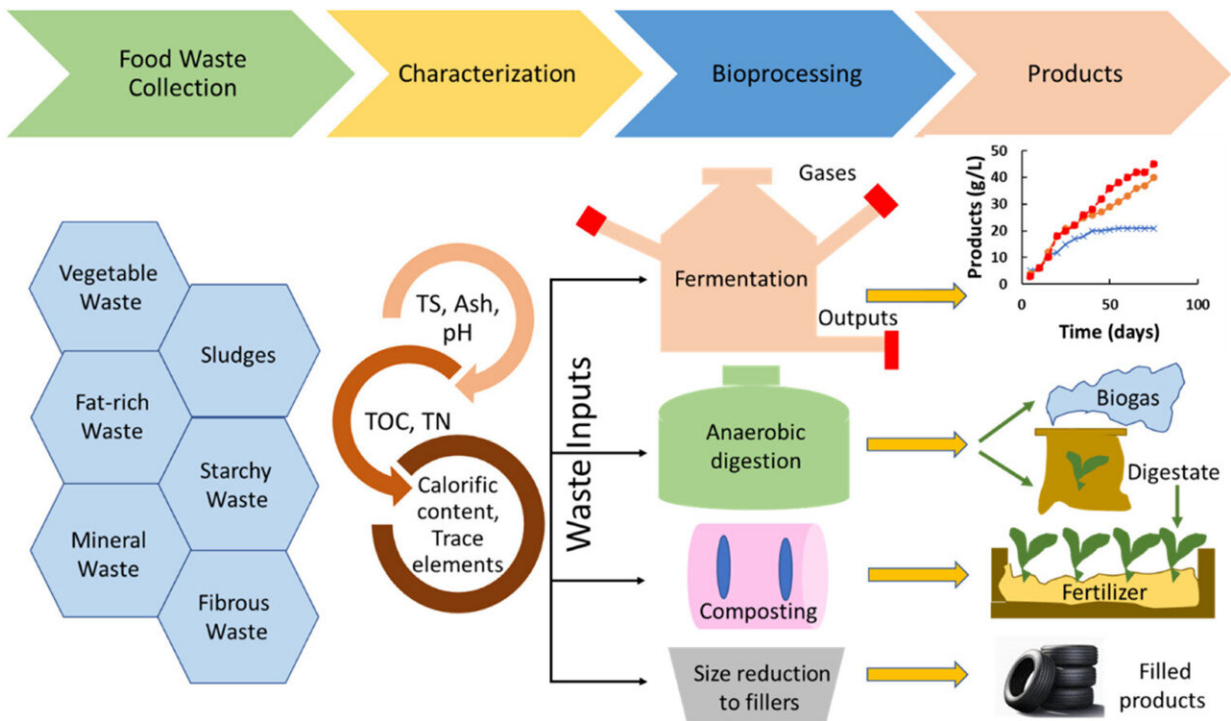 Food Waste
Collection
Characterization
Bioprocessing
Products
Vegetable
Waste
Sludges
Fat-rich
Waste
Starchy
Waste
Mineral
Waste
Fibrous
Waste
TS, Ash,
pH
TOC, TN
Calorific
content,
Trace
elements
Waste Inputs
Gases
Fermentation
Outputs
Anaerobic
digestion
Composting
Size reduction
to fillers
Products (g/L)
50
40
30
20
10
0
0
50
100
Time (days)
Biogas
Digestate
Fertilizer
Filled
products